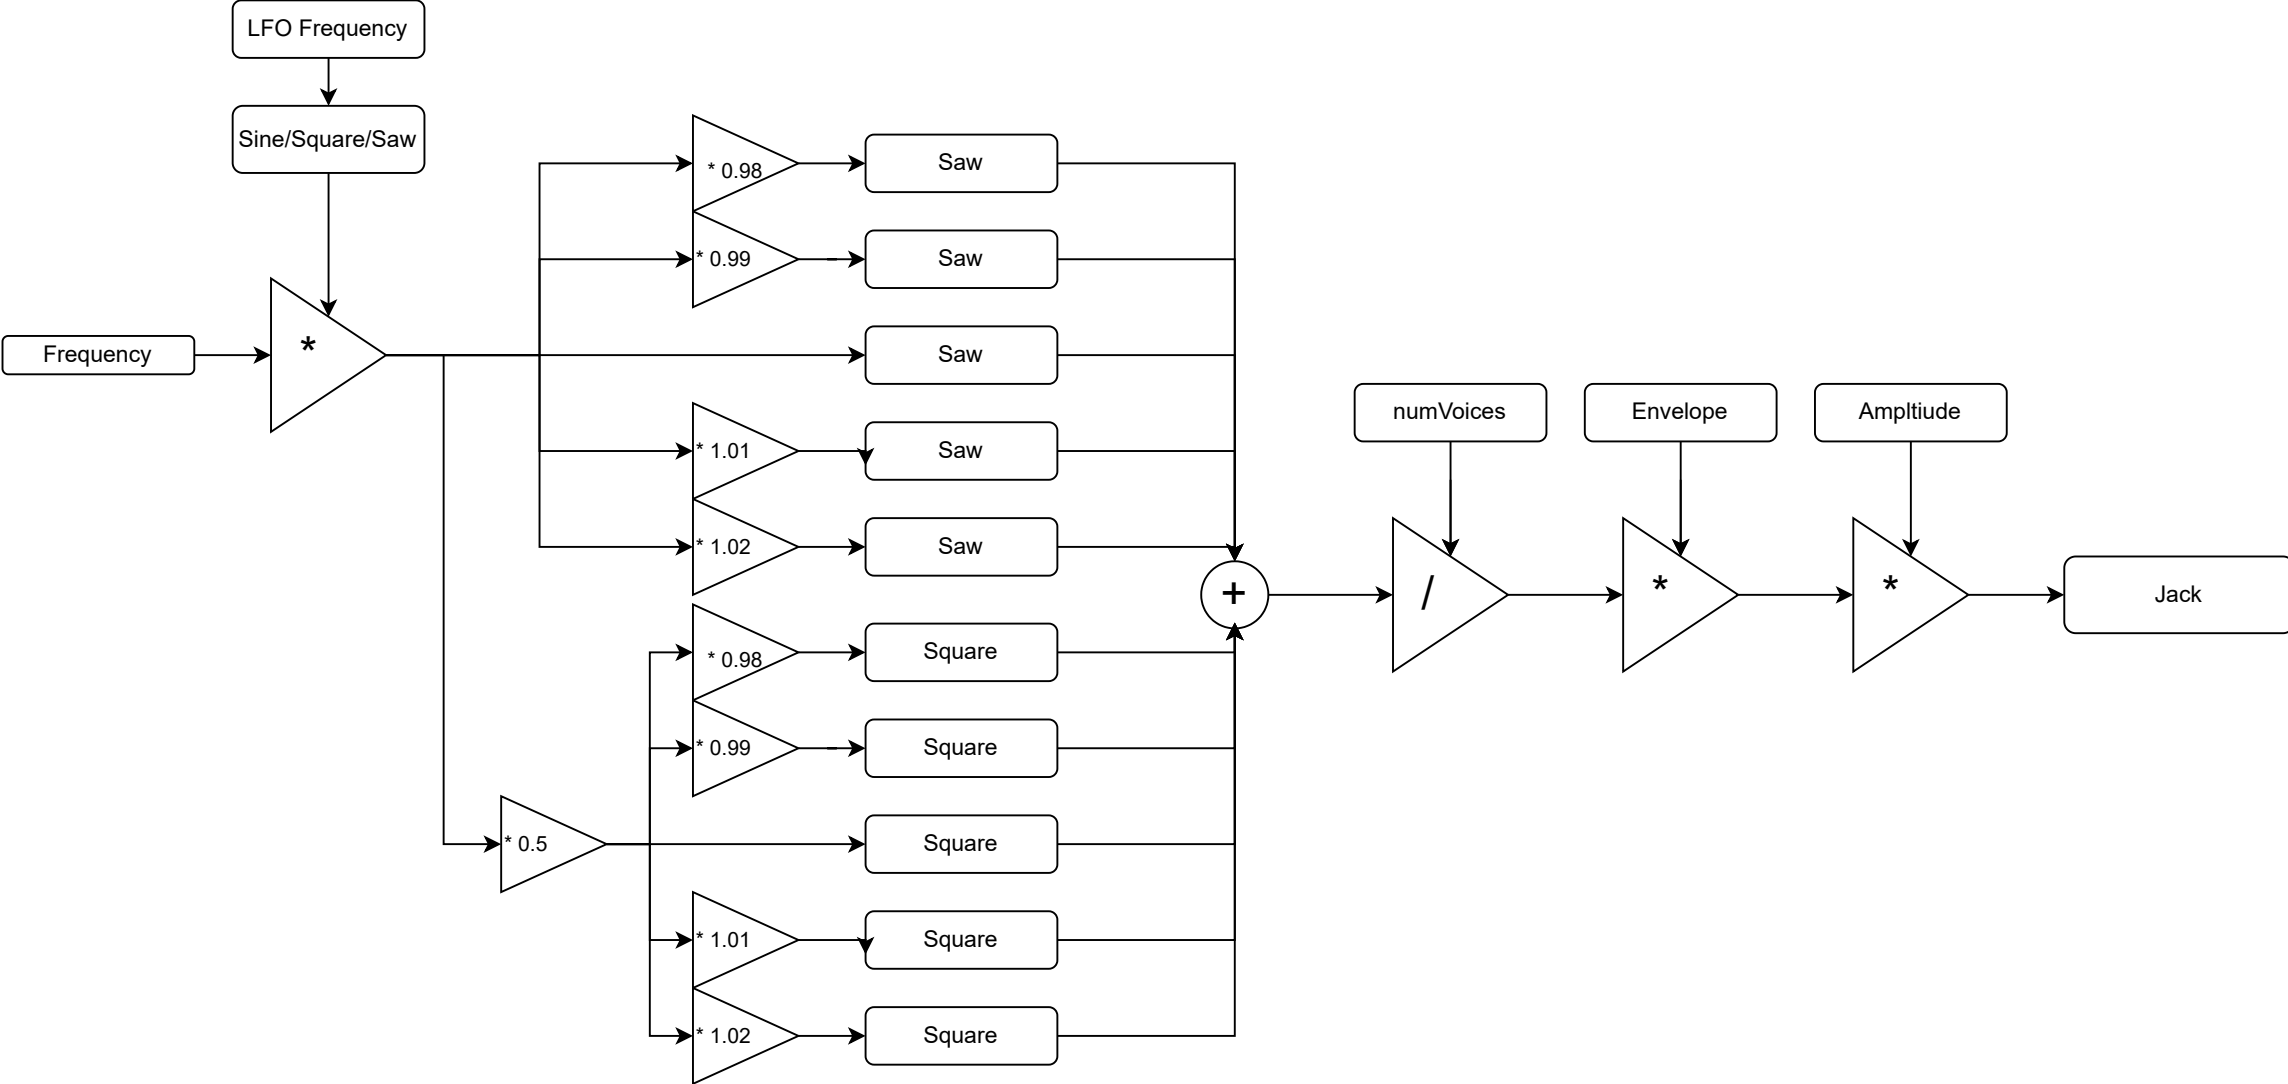 LFO Frequency
Sine/Square/Saw
* 0.98
Saw
* 0.99
Saw
Frequency
*
Saw
* 1.01
Saw
* 1.02
Saw
numVoices
Envelope
Ampltiude
+
/
*
*
Jack
* 0.98
Square
* 0.99
Square
* 0.5
Square
* 1.01
Square
* 1.02
Square